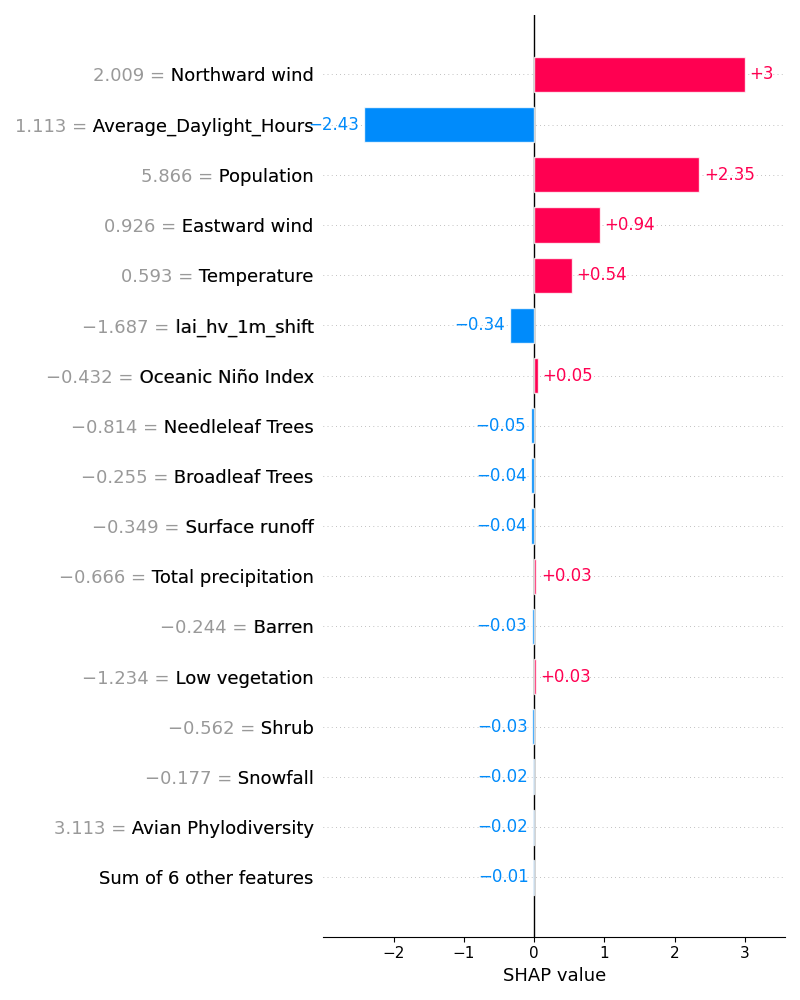 2.009 = Northward wind +3
1.113 = Average_Daylight_Hours −2.43
5.866 = Population +2.35
0.926 = Eastward wind +0.94
0.593 = Temperature +0.54
−1.687 = lai_hv_1m_shift −0.34
−0.432 = Oceanic Niño Index +0.05
−0.814 = Needleleaf Trees −0.05
−0.255 = Broadleaf Trees −0.04
−0.349 = Surface runoff −0.04
−0.666 = Total precipitation +0.03
−0.244 = Barren −0.03
−1.234 = Low vegetation +0.03
−0.562 = Shrub −0.03
−0.177 = Snowfall −0.02
3.113 = Avian Phylodiversity −0.02
Sum of 6 other features −0.01
−2 −1 0 1 2 3
SHAP value